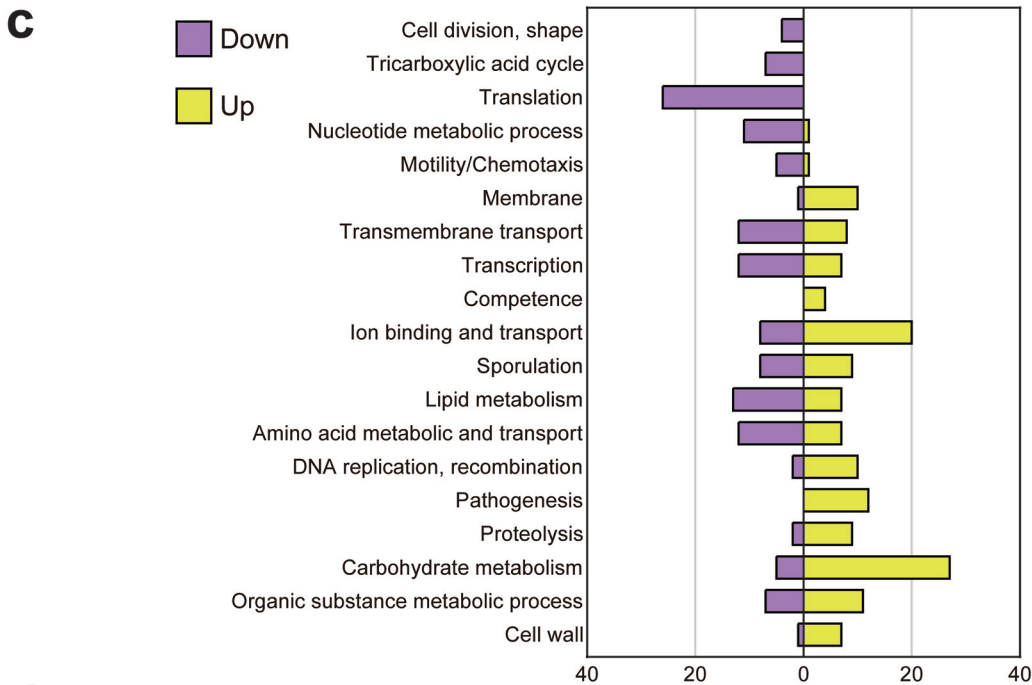 c
Down
Up
Cell division, shape
Tricarboxylic acid cycle
Translation
Nucleotide metabolic process
Motility/Chemotaxis
Membrane
Transmembrane transport
Transcription
Competence
Ion binding and transport
Sporulation
Lipid metabolism
Amino acid metabolic and transport
DNA replication, recombination
Pathogenesis
Proteolysis
Carbohydrate metabolism
Organic substance metabolic process
Cell wall
40 20 0 20 40